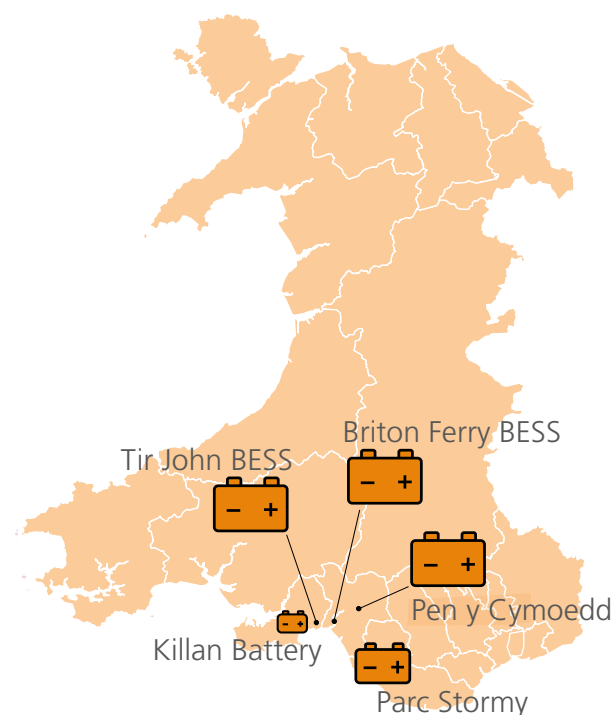 Briton Ferry BESS
Tir John BESS
Pen y Cymoedd
Killan Battery
Parc Stormy